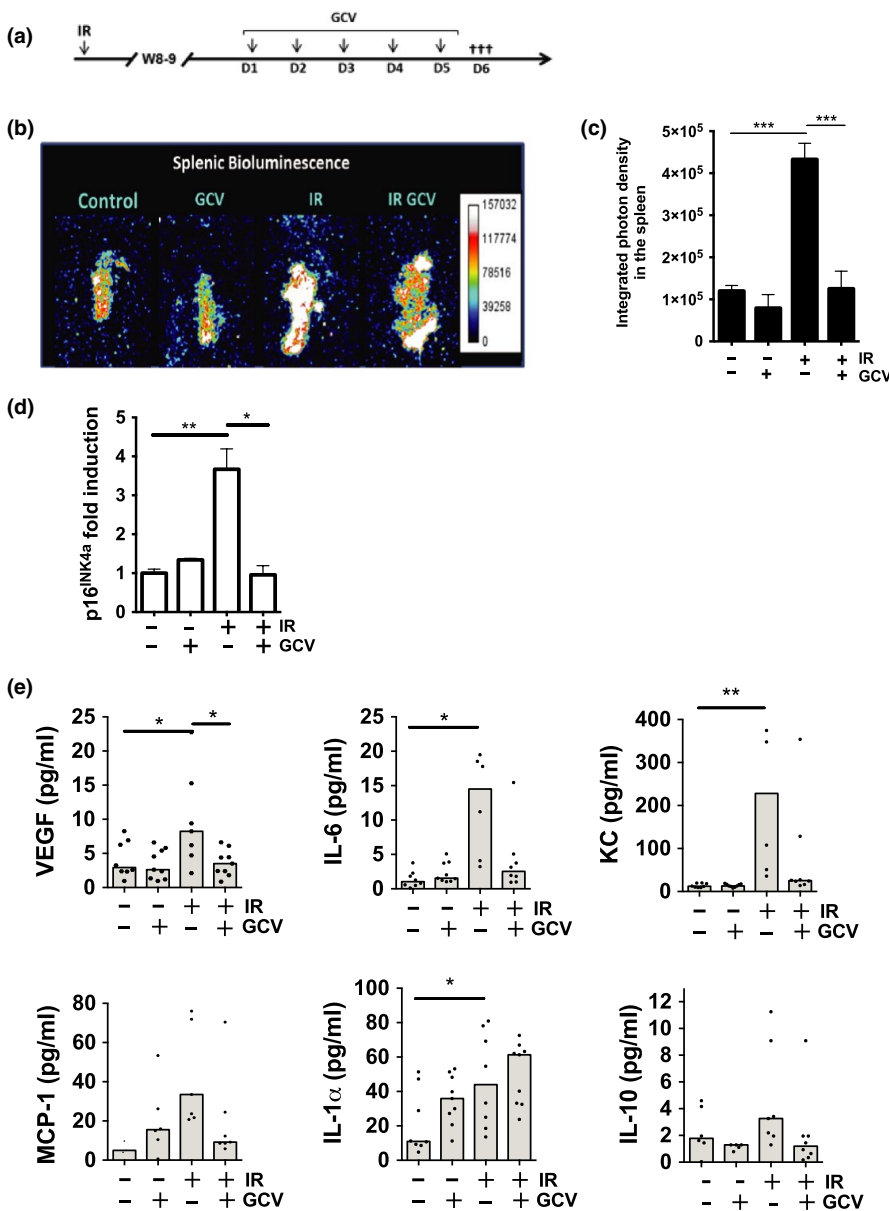 (a)
GCV
IR
W8-9
D1 D2 D3 D4 D5 D6
(b)
Splenic Bioluminescence
Control GCV IR IR GCV
157032
117774
78516
39258
0
(c)
*** ***
Integrated photon density
in the spleen
5×10⁵
4×10⁵
3×10⁵
2×10⁵
1×10⁵
0
– – + + IR
– + – + GCV
(d)
** *
p16INK4a fold induction
5
4
3
2
1
0
– – + + IR
– + – + GCV
(e)
* *
VEGF (pg/ml)
25
20
15
10
5
0
– – + + IR
– + – + GCV
*
IL-6 (pg/ml)
25
20
15
10
5
0
– – + + IR
– + – + GCV
**
KC (pg/ml)
400
300
200
100
0
– – + + IR
– + – + GCV
MCP-1 (pg/ml)
80
60
40
20
0
– – + + IR
– + – + GCV
*
IL-1α (pg/ml)
100
80
60
40
20
0
– – + + IR
– + – + GCV
IL-10 (pg/ml)
12
10
8
6
4
2
0
– – + + IR
– + – + GCV